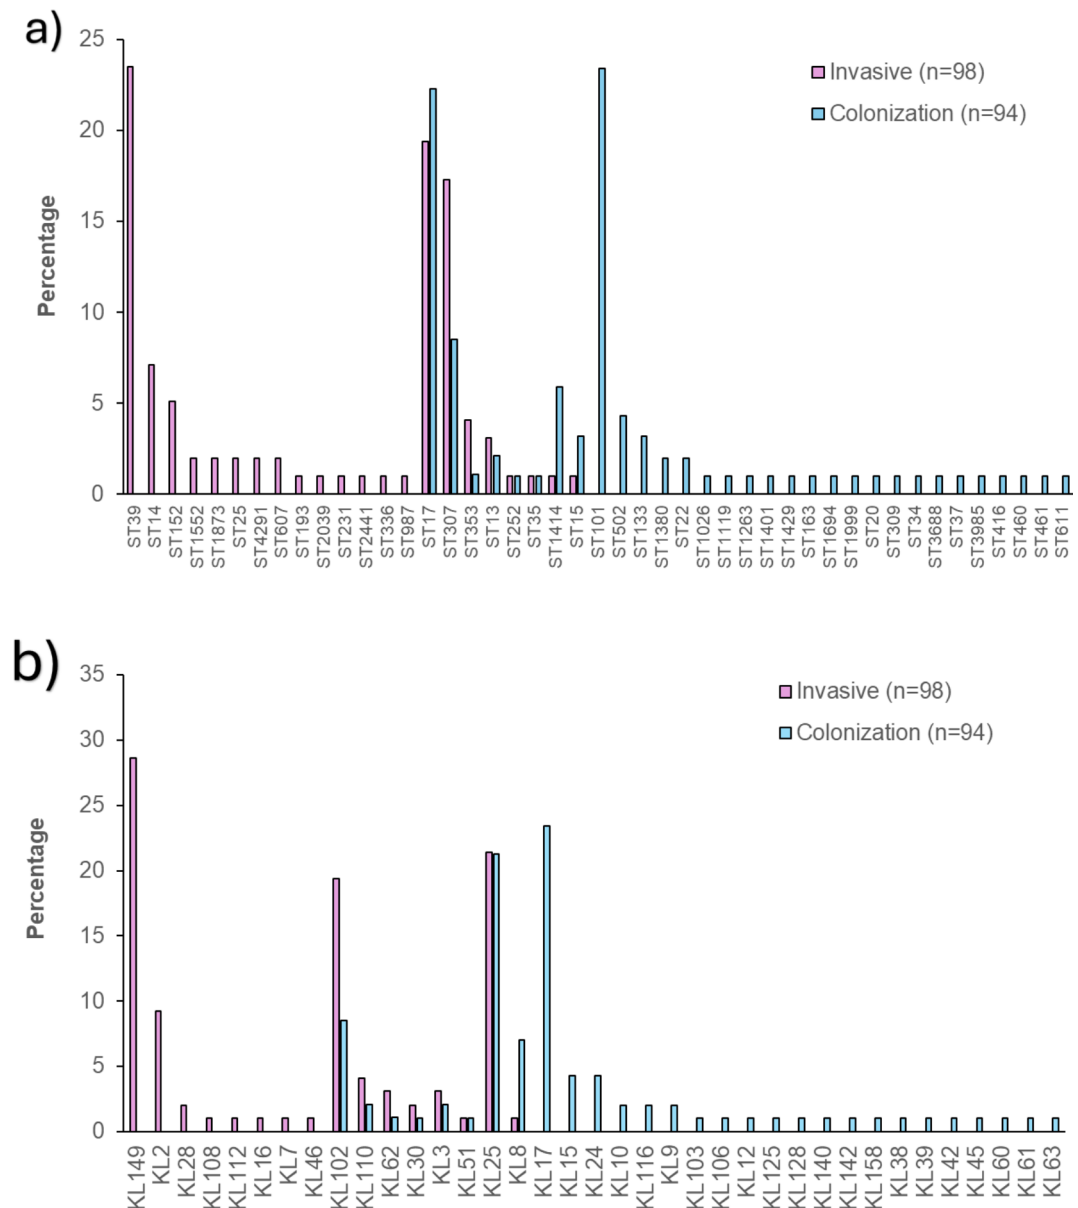 a)
25
20
15
10
5
0
Percentage
Invasive (n=98)
Colonization (n=94)
ST39
ST14
ST152
ST1552
ST1873
ST25
ST4291
ST607
ST193
ST2039
ST231
ST2441
ST336
ST987
ST17
ST307
ST353
ST13
ST252
ST35
ST1414
ST15
ST101
ST502
ST133
ST1380
ST22
ST1026
ST1119
ST1263
ST1401
ST1429
ST163
ST1694
ST1999
ST20
ST309
ST34
ST3688
ST37
ST3985
ST416
ST460
ST461
ST611
b)
35
30
25
20
15
10
5
0
Percentage
Invasive (n=98)
Colonization (n=94)
KL149
KL2
KL28
KL108
KL112
KL16
KL7
KL46
KL102
KL110
KL62
KL30
KL3
KL51
KL25
KL8
KL17
KL15
KL24
KL10
KL116
KL9
KL103
KL106
KL12
KL125
KL128
KL140
KL142
KL158
KL38
KL39
KL42
KL45
KL60
KL61
KL63